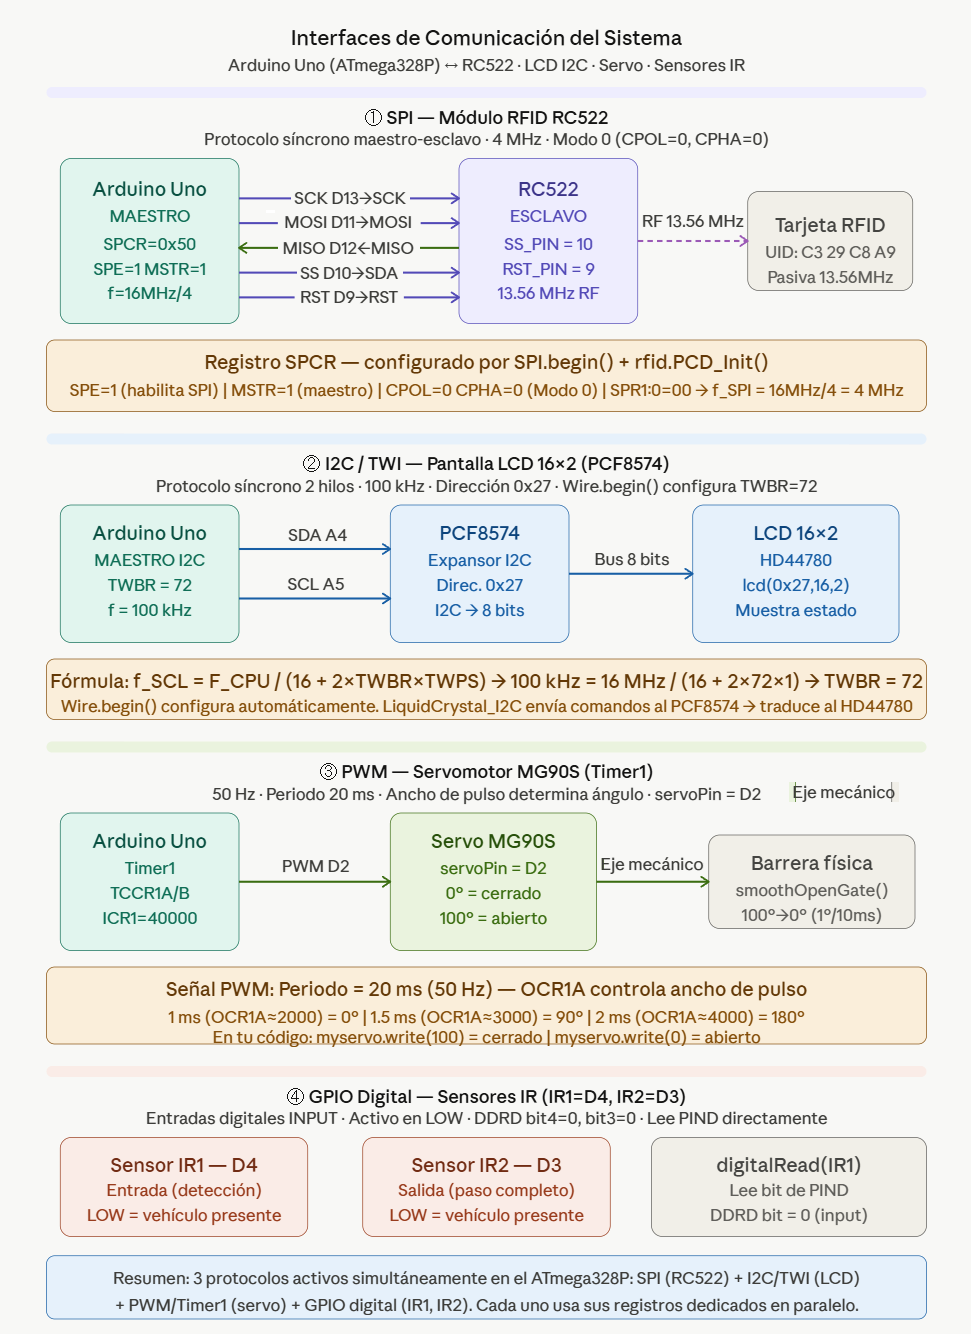 Interfaces de Comunicación del Sistema
Arduino Uno (ATmega328P) ↔ RC522 · LCD I2C · Servo · Sensores IR
① SPI — Módulo RFID RC522
Protocolo síncrono maestro-esclavo · 4 MHz · Modo 0 (CPOL=0, CPHA=0)
Arduino Uno
MAESTRO
SPCR=0x50
SPE=1 MSTR=1
f=16MHz/4
SCK D13→SCK
MOSI D11→MOSI
MISO D12←MISO
SS D10→SDA
RST D9→RST
RC522
ESCLAVO
SS_PIN = 10
RST_PIN = 9
13.56 MHz RF
RF 13.56 MHz
Tarjeta RFID
UID: C3 29 C8 A9
Pasiva 13.56MHz
Registro SPCR — configurado por SPI.begin() + rfid.PCD_Init()
SPE=1 (habilita SPI) | MSTR=1 (maestro) | CPOL=0 CPHA=0 (Modo 0) | SPR1:0=00 → f_SPI = 16MHz/4 = 4 MHz
② I2C / TWI — Pantalla LCD 16×2 (PCF8574)
Protocolo síncrono 2 hilos · 100 kHz · Dirección 0x27 · Wire.begin() configura TWBR=72
Arduino Uno
MAESTRO I2C
TWBR = 72
f = 100 kHz
SDA A4
SCL A5
PCF8574
Expansor I2C
Direc. 0x27
I2C → 8 bits
Bus 8 bits
LCD 16×2
HD44780
lcd(0x27,16,2)
Muestra estado
Fórmula: f_SCL = F_CPU / (16 + 2×TWBR×TWPS) → 100 kHz = 16 MHz / (16 + 2×72×1) → TWBR = 72
Wire.begin() configura automáticamente. LiquidCrystal_I2C envía comandos al PCF8574 → traduce al HD44780
③ PWM — Servomotor MG90S (Timer1)
50 Hz · Periodo 20 ms · Ancho de pulso determina ángulo · servoPin = D2
Eje mecánico
Arduino Uno
Timer1
TCCR1A/B
ICR1=40000
PWM D2
Servo MG90S
servoPin = D2
0° = cerrado
100° = abierto
Eje mecánico
Barrera física
smoothOpenGate()
100°→0° (1°/10ms)
Señal PWM: Periodo = 20 ms (50 Hz) — OCR1A controla ancho de pulso
1 ms (OCR1A≈2000) = 0° | 1.5 ms (OCR1A≈3000) = 90° | 2 ms (OCR1A≈4000) = 180°
En tu código: myservo.write(100) = cerrado | myservo.write(0) = abierto
④ GPIO Digital — Sensores IR (IR1=D4, IR2=D3)
Entradas digitales INPUT · Activo en LOW · DDRD bit4=0, bit3=0 · Lee PIND directamente
Sensor IR1 — D4
Entrada (detección)
LOW = vehículo presente
Sensor IR2 — D3
Salida (paso completo)
LOW = vehículo presente
digitalRead(IR1)
Lee bit de PIND
DDRD bit = 0 (input)
Resumen: 3 protocolos activos simultáneamente en el ATmega328P: SPI (RC522) + I2C/TWI (LCD)
+ PWM/Timer1 (servo) + GPIO digital (IR1, IR2). Cada uno usa sus registros dedicados en paralelo.